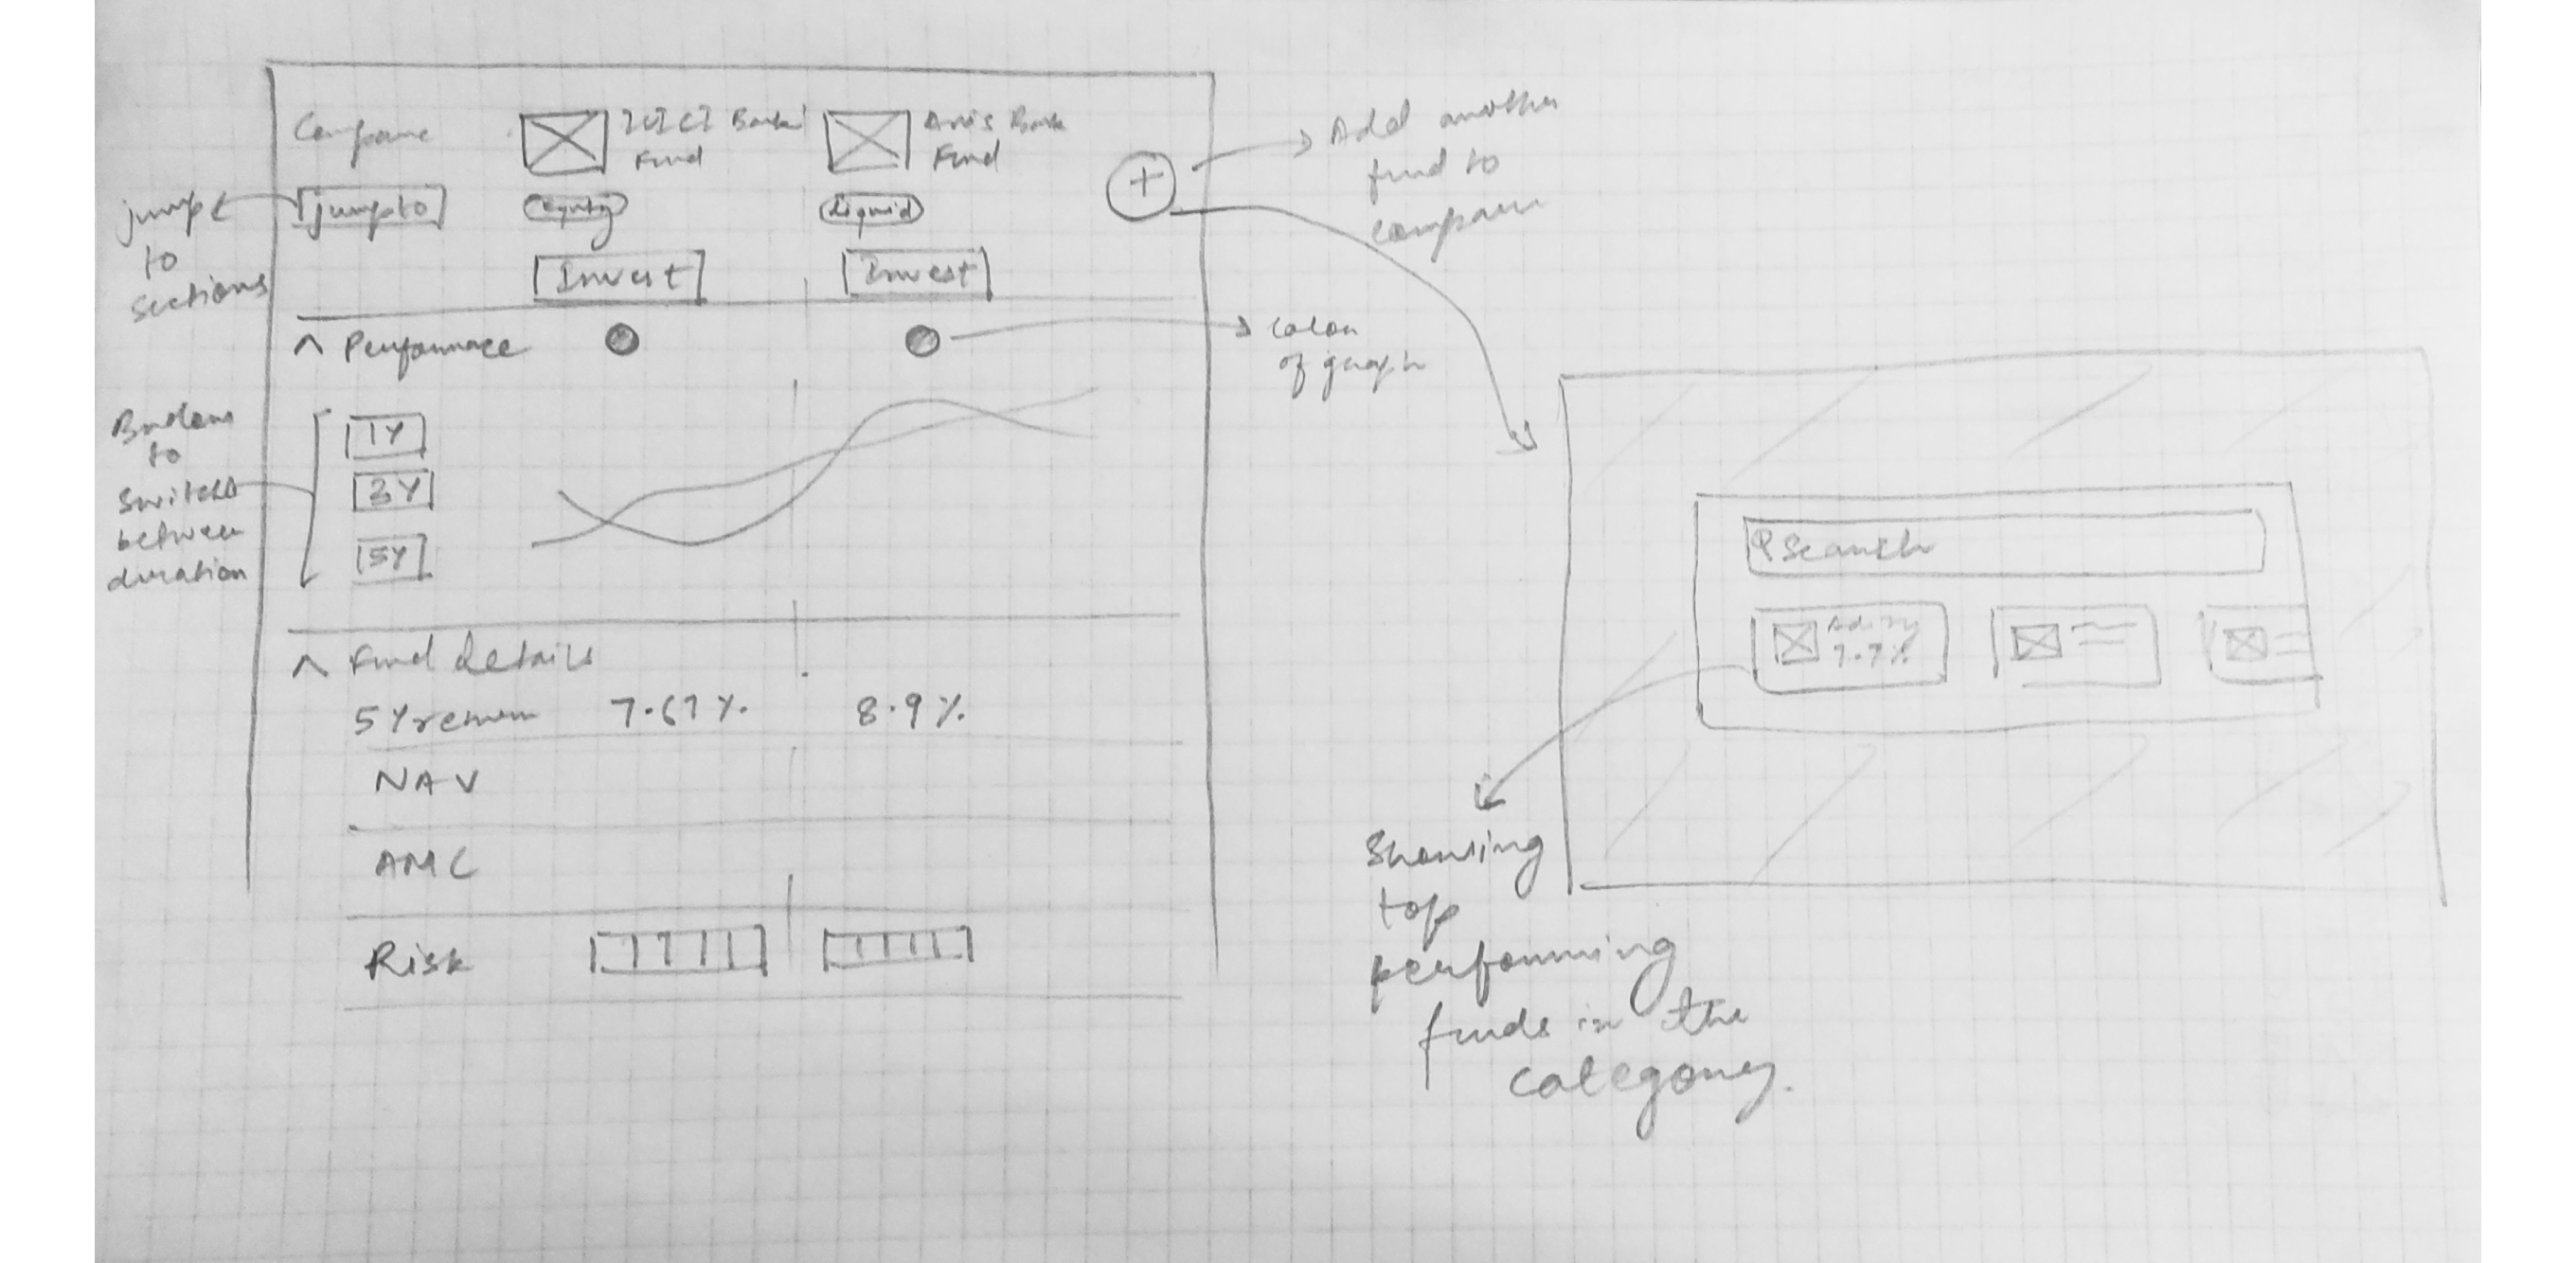 Compare
ICICI Bank
Fund
Axis Bank
Fund
jump to
equity
Liquid
Invest
Invest
^ Performnace
1Y
3Y
5Y
^ Fund details
5Y return 7.67% 8.9%
NAV
AMC
Risk
jump
to
sections
Buttons
to
switch
between
duration
Add another
fund to
compare
Color
of graph
Search
7.7%
Showing
top
performing
funds in the
category.